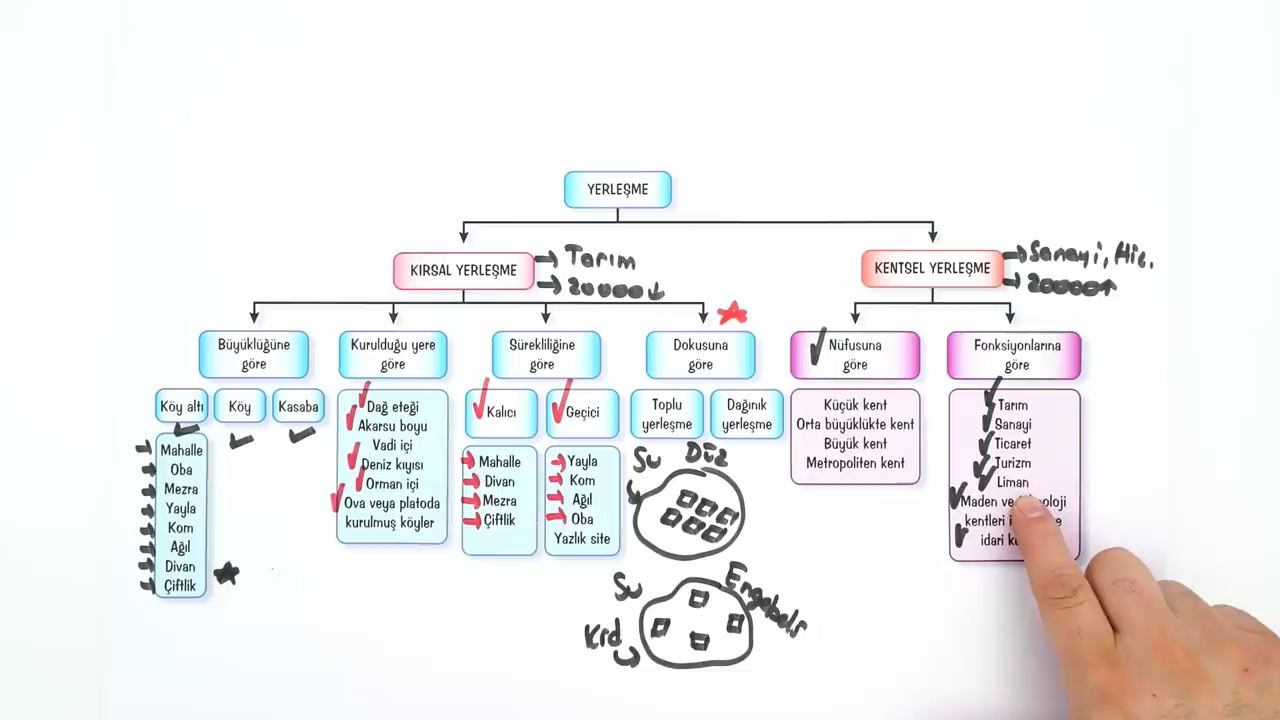 YERLEŞME
KIRSAL YERLEŞME
Tarım
20000↓
KENTSEL YERLEŞME
Sanayi, Hiz.
20000↑
Büyüklüğüne
göre
Köy altı
Köy
Kasaba
Mahalle
Oba
Mezra
Yayla
Kom
Ağıl
Divan
Çiftlik
Kurulduğu yere
göre
Dağ eteği
Akarsu boyu
Vadi içi
Deniz kıyısı
Orman içi
Ova veya platoda
kurulmuş köyler
Sürekliliğine
göre
Kalıcı
Mahalle
Divan
Mezra
Çiftlik
Geçici
Yayla
Kom
Ağıl
Oba
Yazlık site
Dokusuna
göre
Toplu
yerleşme
Dağınık
yerleşme
Su
Düz
Su
Engebeli
Krd
Nüfusuna
göre
Küçük kent
Orta büyüklükte kent
Büyük kent
Metropoliten kent
Fonksiyonlarına
göre
Tarım
Sanayi
Ticaret
Turizm
Liman
Maden ve
kentleri
idari